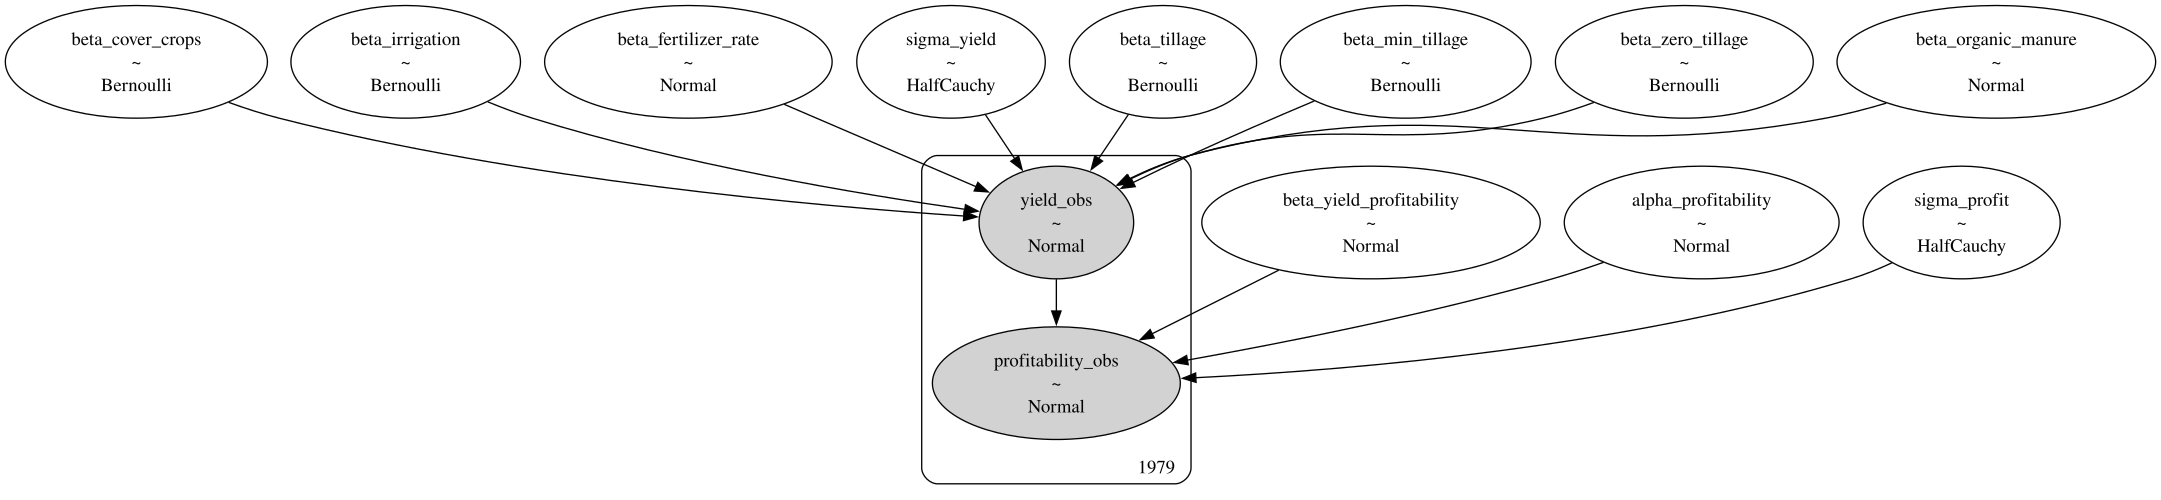 beta_cover_crops
~
Bernoulli
beta_irrigation
~
Bernoulli
beta_fertilizer_rate
~
Normal
sigma_yield
~
HalfCauchy
beta_tillage
~
Bernoulli
beta_min_tillage
~
Bernoulli
beta_zero_tillage
~
Bernoulli
beta_organic_manure
~
Normal
yield_obs
~
Normal
beta_yield_profitability
~
Normal
alpha_profitability
~
Normal
sigma_profit
~
HalfCauchy
profitability_obs
~
Normal
1979